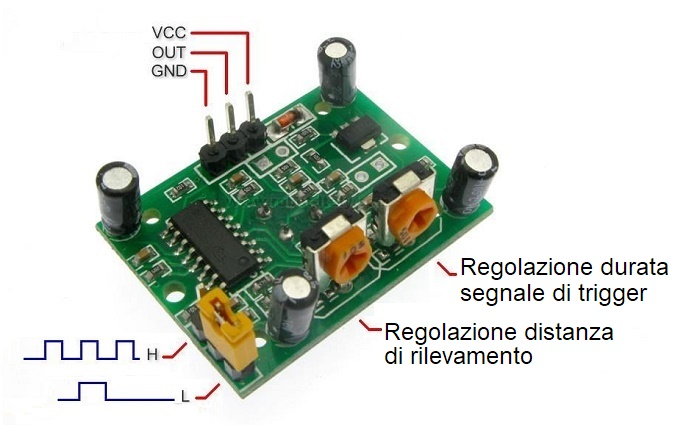 VCC
OUT
GND
Regolazione durata
segnale di trigger
Regolazione distanza
di rilevamento
H
L